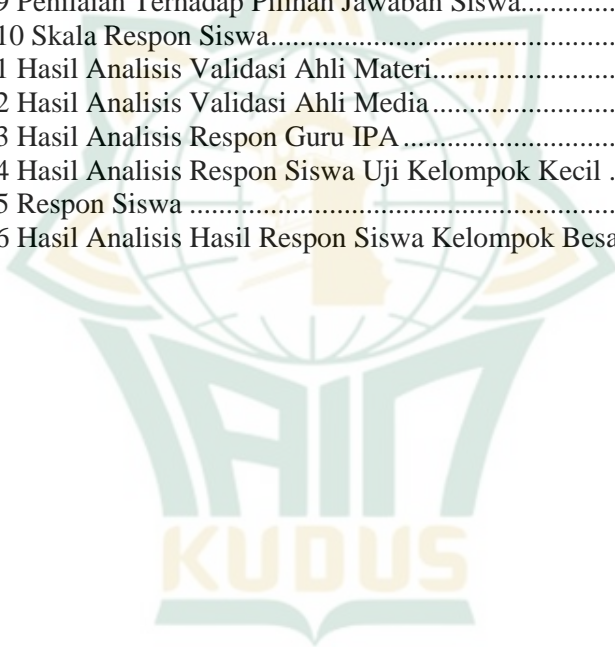 9 Penilaian Terhadap Pilihan Jawaban Siswa............
10 Skala Respon Siswa............................................
1 Hasil Analisis Validasi Ahli Materi.......................
2 Hasil Analisis Validasi Ahli Media.......................
3 Hasil Analisis Respon Guru IPA..........................
4 Hasil Analisis Respon Siswa Uji Kelompok Kecil .
5 Respon Siswa .......................................................
6 Hasil Analisis Hasil Respon Siswa Kelompok Besa
IAIN
KUDUS